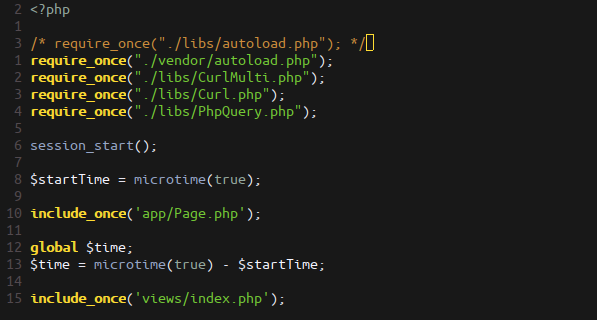 2 <?php
1
3 /* require_once("./libs/autoload.php"); */
1 require_once("./vendor/autoload.php");
2 require_once("./libs/CurlMulti.php");
3 require_once("./libs/Curl.php");
4 require_once("./libs/PhpQuery.php");
5
6 session_start();
7
8 $startTime = microtime(true);
9
10 include_once('app/Page.php');
11
12 global $time;
13 $time = microtime(true) - $startTime;
14
15 include_once('views/index.php');